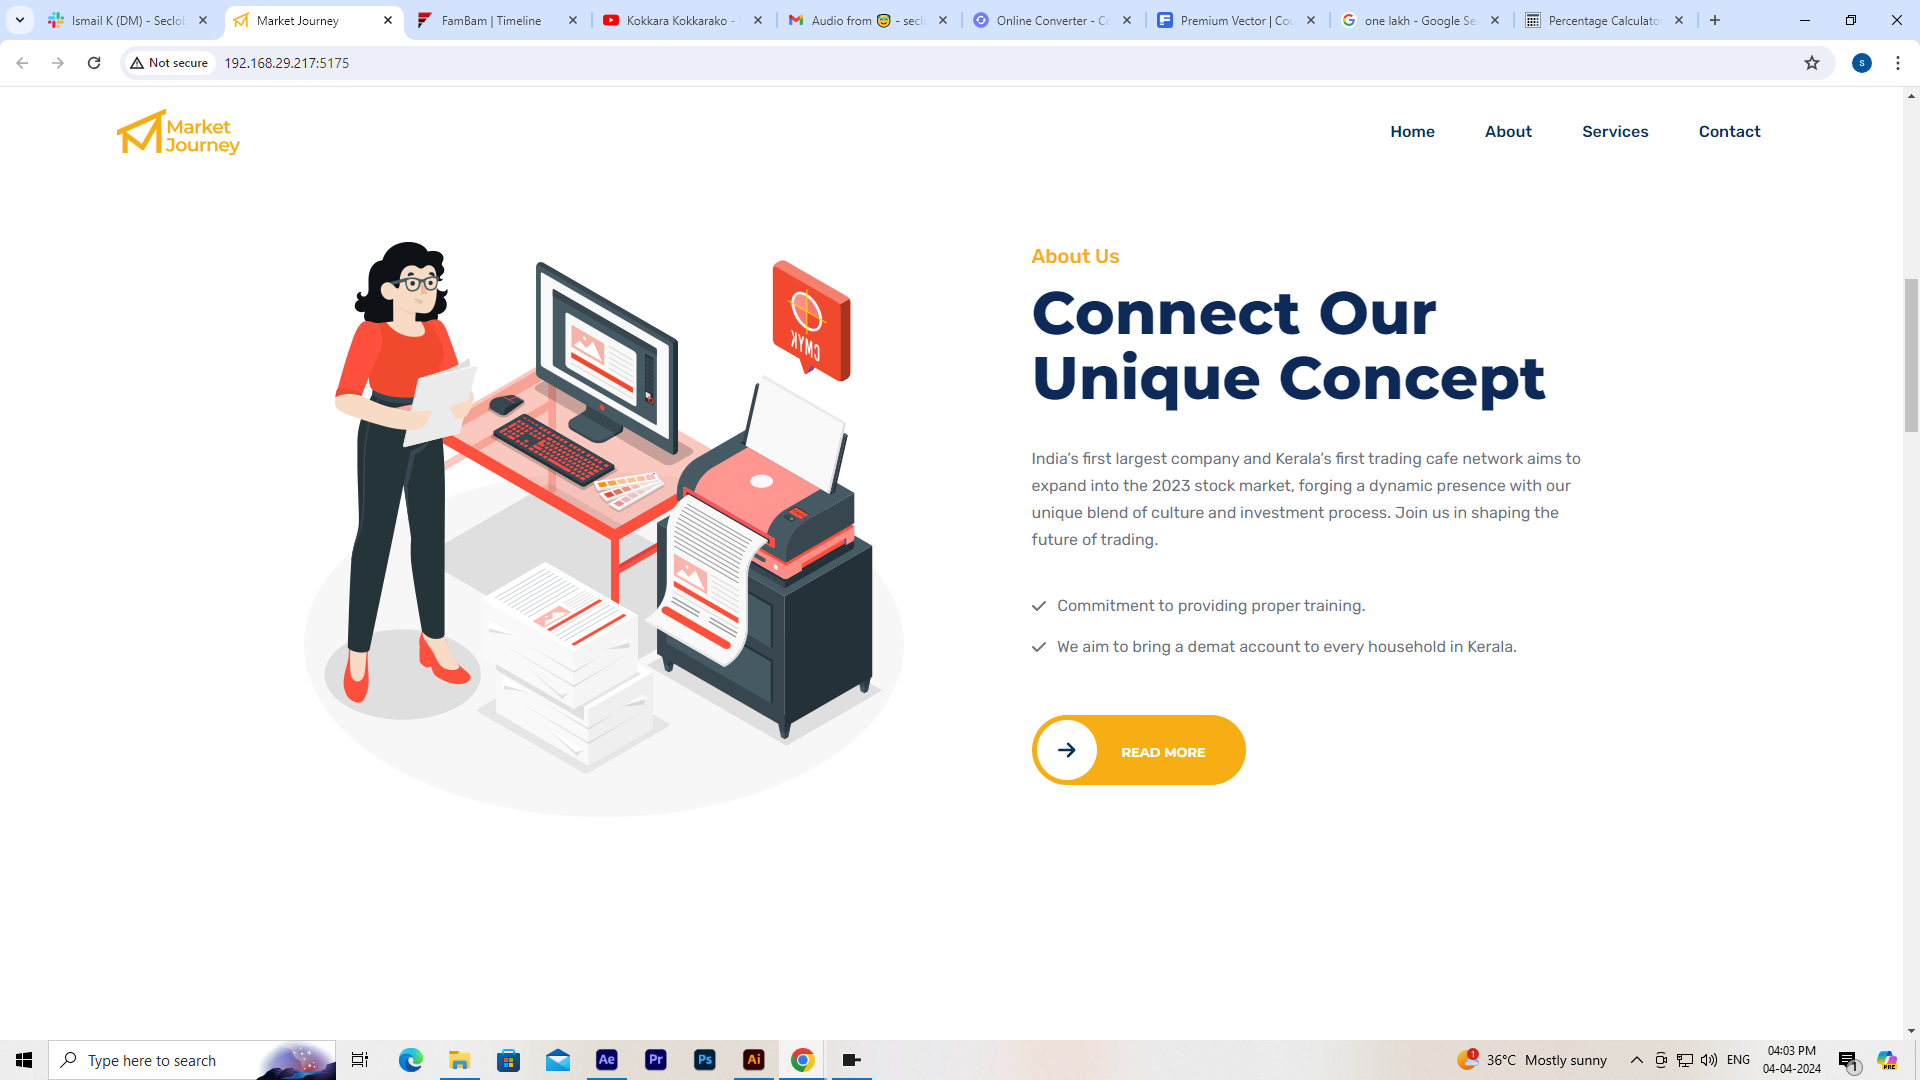 Ismail K (DM) - Seclob
Market Journey
FamBam | Timeline
Kokkara Kokkarako -
Audio from 😇 - secl
Online Converter - Co
Premium Vector | Cou
one lakh - Google Se
Percentage Calculator
Not secure
192.168.29.217:5175
S
Market
Journey
Home
About
Services
Contact
CMYK
About Us
Connect Our
Unique Concept
India’s first largest company and Kerala’s first trading cafe network aims to
expand into the 2023 stock market, forging a dynamic presence with our
unique blend of culture and investment process. Join us in shaping the
future of trading.
Commitment to providing proper training.
We aim to bring a demat account to every household in Kerala.
READ MORE
Type here to search
Ae
Pr
Ps
Ai
1
36°C Mostly sunny
ENG
04:03 PM
04-04-2024
1
PRE